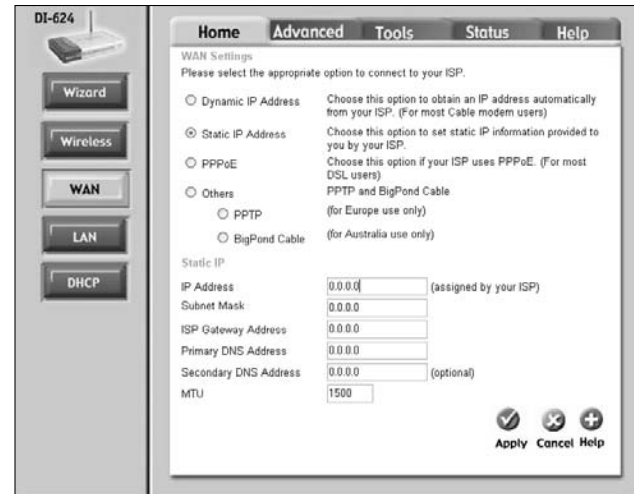 DI-624
Home Advanced Tools Status Help
Wizard
Wireless
WAN
LAN
DHCP
WAN Settings
Please select the appropriate option to connect to your ISP.
Dynamic IP Address Choose this option to obtain an IP address automatically
from your ISP. (For most Cable modem users)
Static IP Address Choose this option to set static IP information provided to
you by your ISP.
PPPoE Choose this option if your ISP uses PPPoE. (For most
DSL users)
Others PPTP and BigPond Cable
PPTP (for Europe use only)
BigPond Cable (for Australia use only)
Static IP
IP Address 0.0.0.0 (assigned by your ISP)
Subnet Mask 0.0.0.0
ISP Gateway Address 0.0.0.0
Primary DNS Address 0.0.0.0
Secondary DNS Address 0.0.0.0 (optional)
MTU 1500
Apply Cancel Help